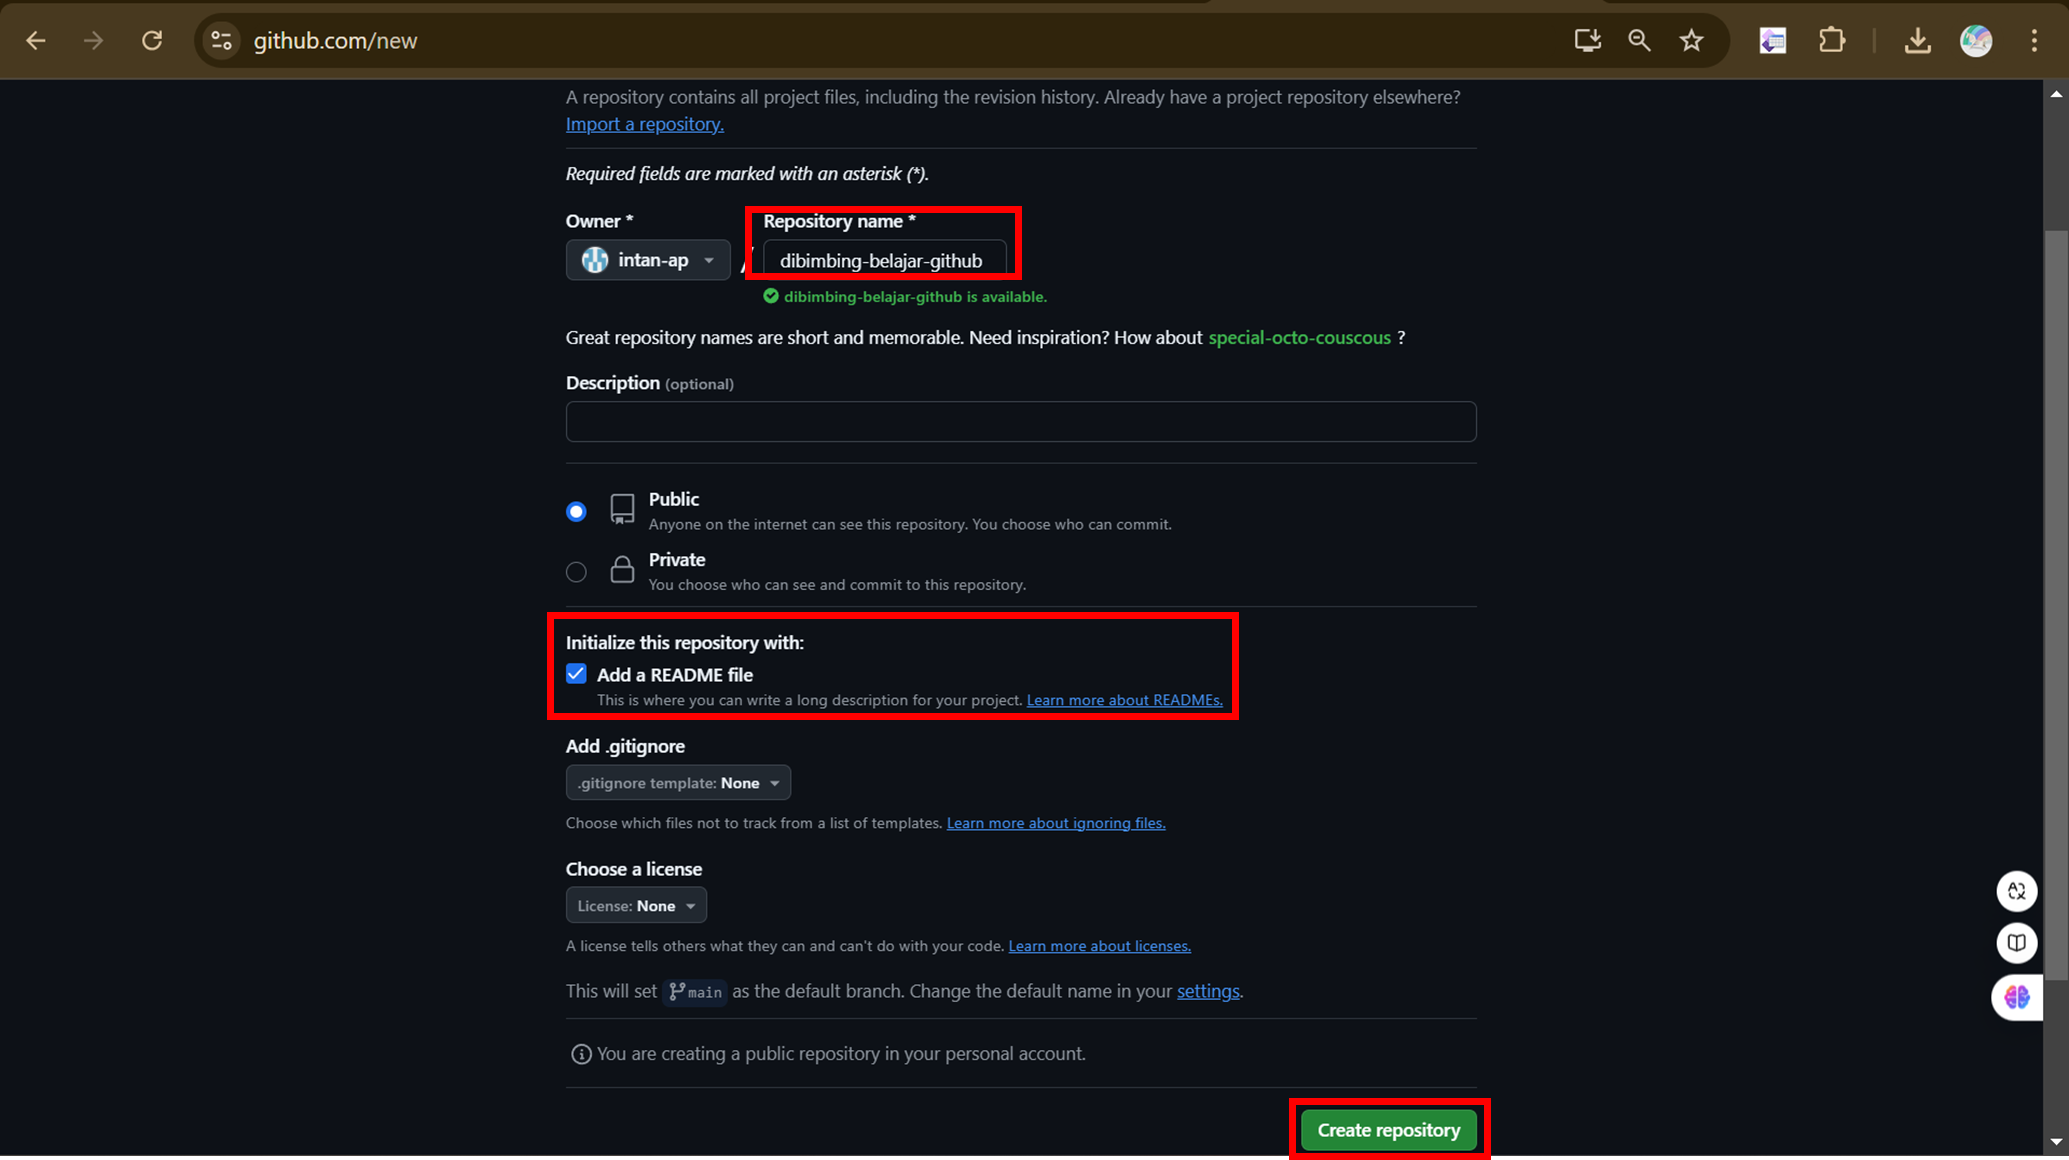 github.com/new
A repository contains all project files, including the revision history. Already have a project repository elsewhere?
Import a repository.
Required fields are marked with an asterisk (*).
Owner *
Repository name *
intan-ap
/
dibimbing-belajar-github
dibimbing-belajar-github is available.
Great repository names are short and memorable. Need inspiration? How about special-octo-couscous ?
Description (optional)
Public
Anyone on the internet can see this repository. You choose who can commit.
Private
You choose who can see and commit to this repository.
Initialize this repository with:
Add a README file
This is where you can write a long description for your project. Learn more about READMEs.
Add .gitignore
.gitignore template: None
Choose which files not to track from a list of templates. Learn more about ignoring files.
Choose a license
License: None
A license tells others what they can and can't do with your code. Learn more about licenses.
This will set main as the default branch. Change the default name in your settings.
You are creating a public repository in your personal account.
Create repository